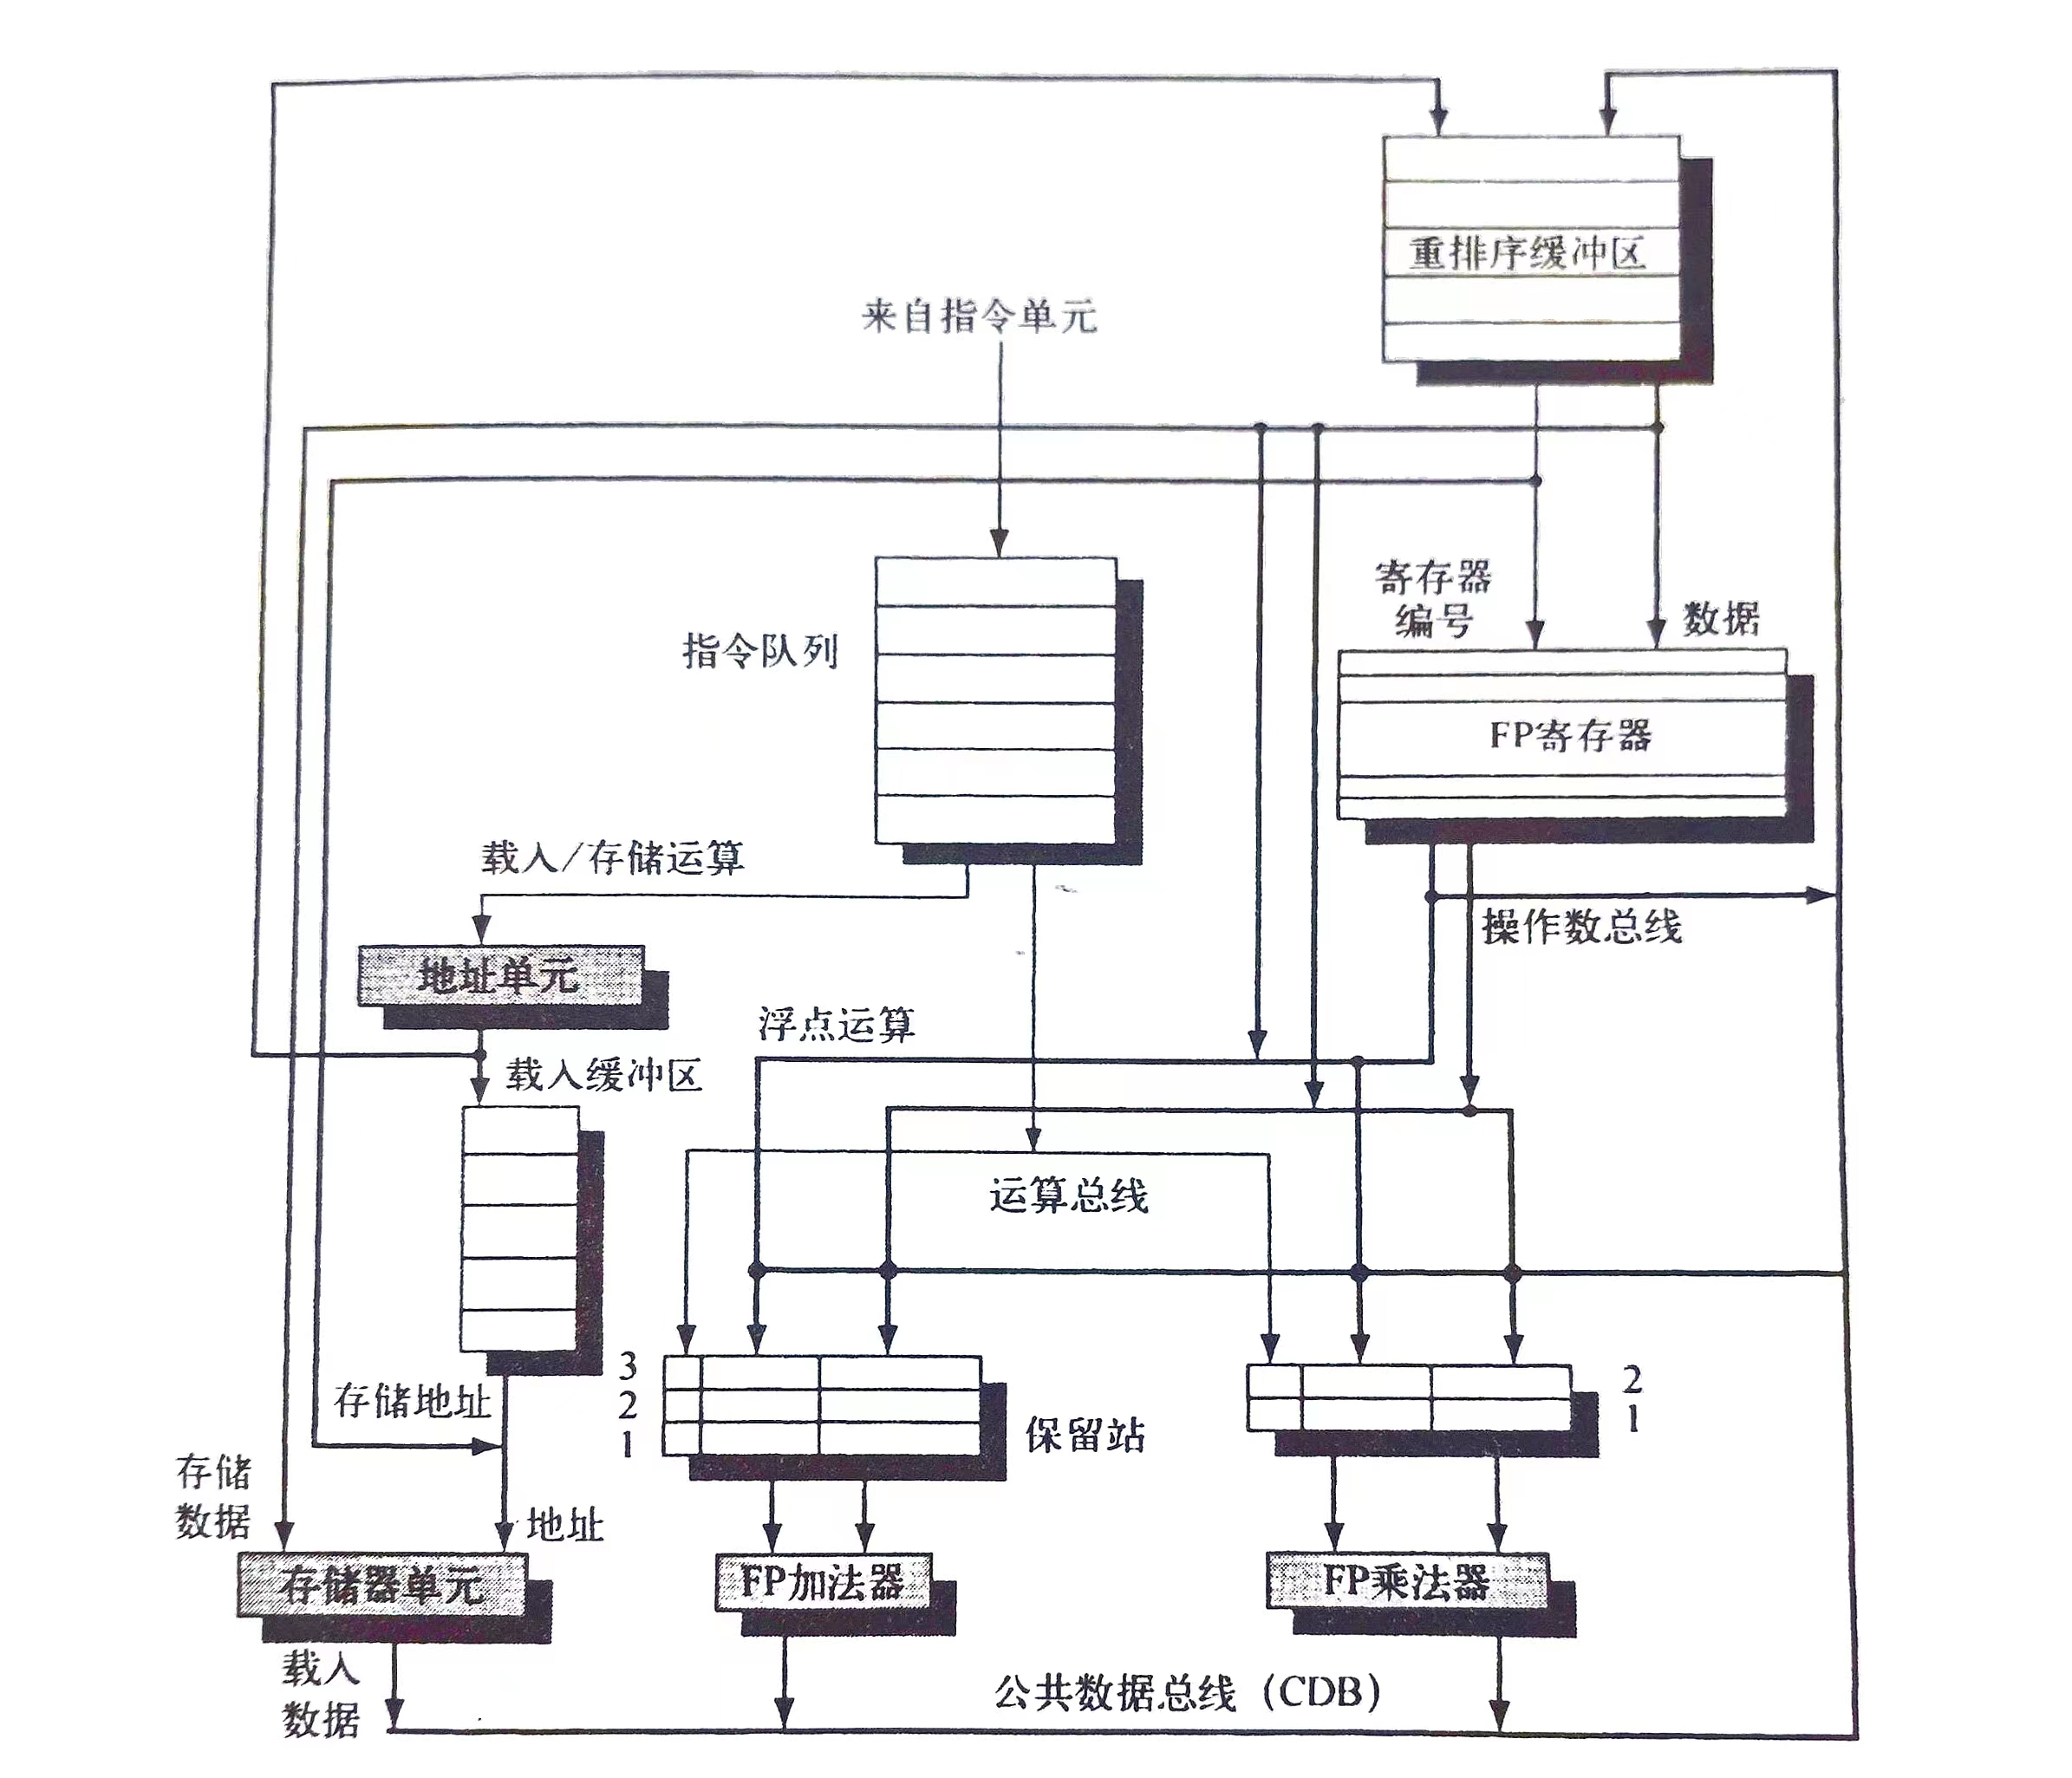 重排序缓冲区
来自指令单元
寄存器
编号
数据
指令队列
FP寄存器
载入/存储运算
操作数总线
地址单元
浮点运算
载入缓冲区
运算总线
3
2
1
2
1
存储地址
保留站
存储
数据
地址
存储器单元
FP加法器
FP乘法器
载入
数据
公共数据总线（CDB）